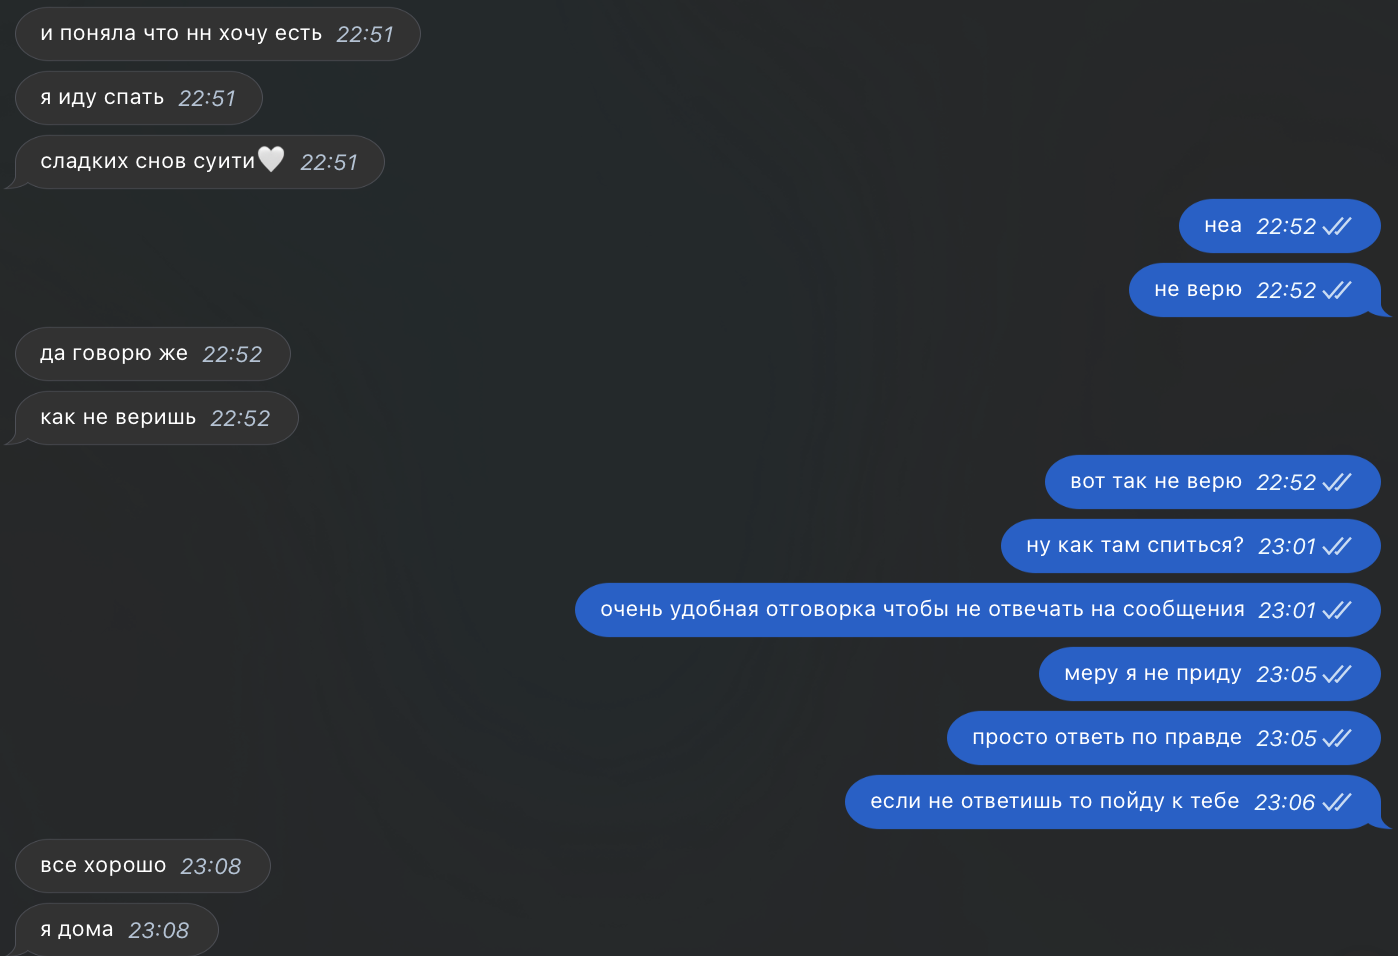 и поняла что нн хочу есть 22:51
я иду спать 22:51
сладких снов суити🤍 22:51
неа 22:52
не верю 22:52
да говорю же 22:52
как не веришь 22:52
вот так не верю 22:52
ну как там спиться? 23:01
очень удобная отговорка чтобы не отвечать на сообщения 23:01
меру я не приду 23:05
просто ответь по правде 23:05
если не ответишь то пойду к тебе 23:06
все хорошо 23:08
я дома 23:08